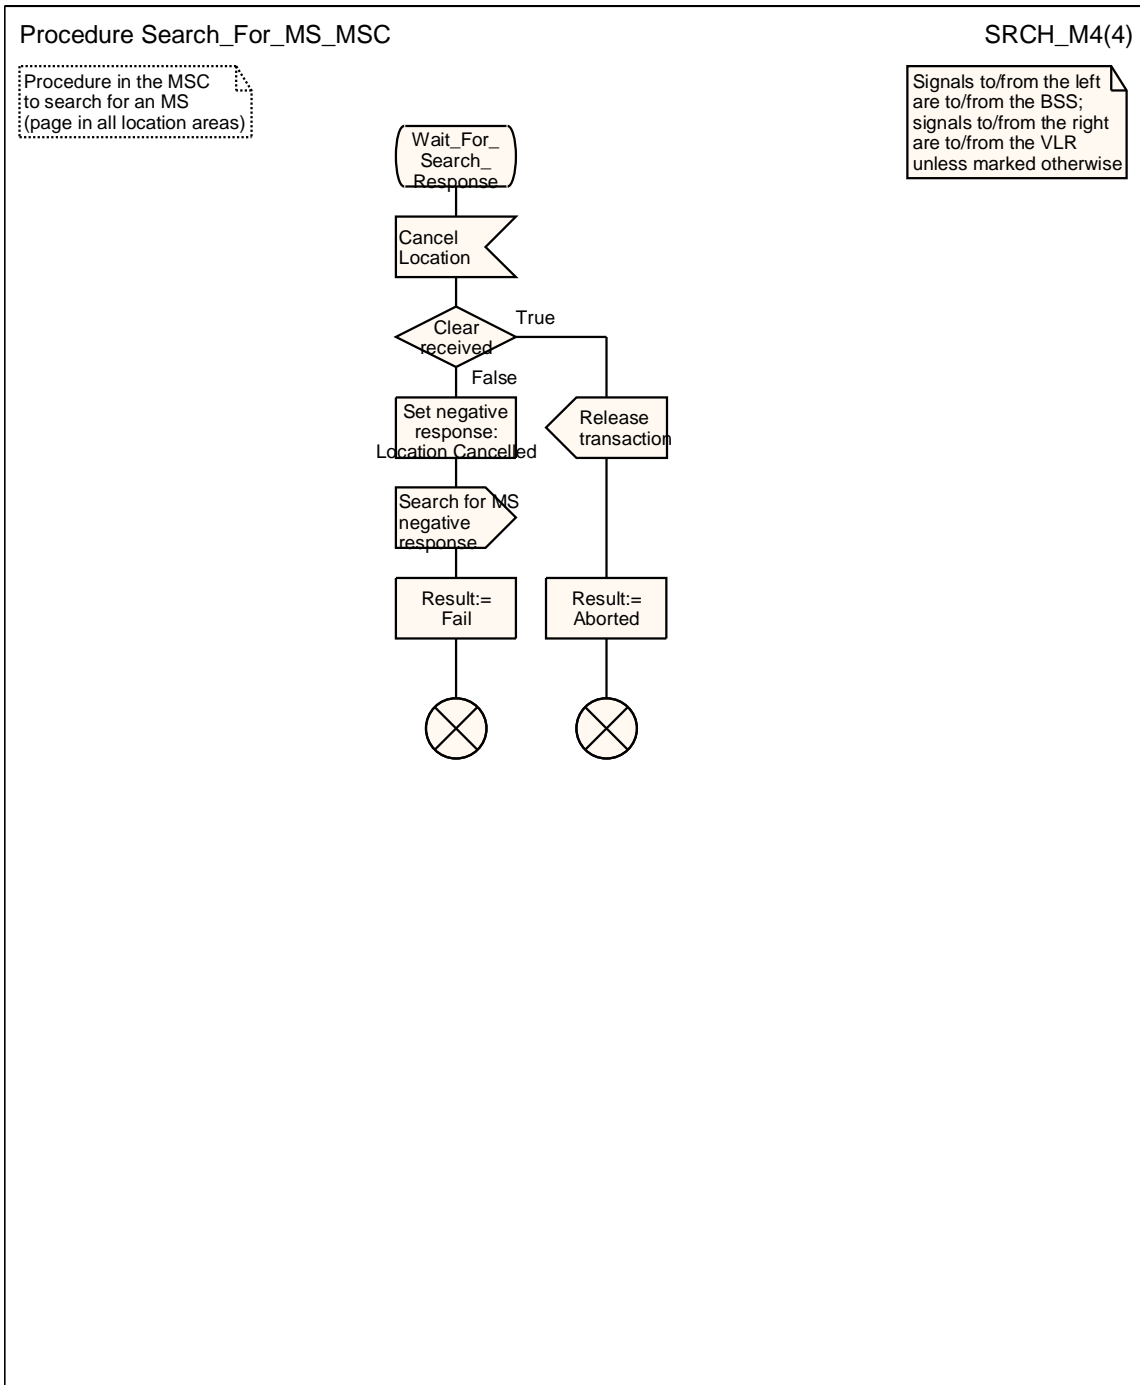 Procedure Search_For_MS_MSC
SRCH_M4(4)
Procedure in the MSC
to search for an MS
(page in all location areas)
Signals to/from the left
are to/from the BSS;
signals to/from the right
are to/from the VLR
unless marked otherwise
Wait_For_
Search_
Response
Cancel
Location
Clear
received
True
False
Set negative
response:
Location Cancelled
Release
transaction
Search for MS
negative
response
Result:=
Fail
Result:=
Aborted